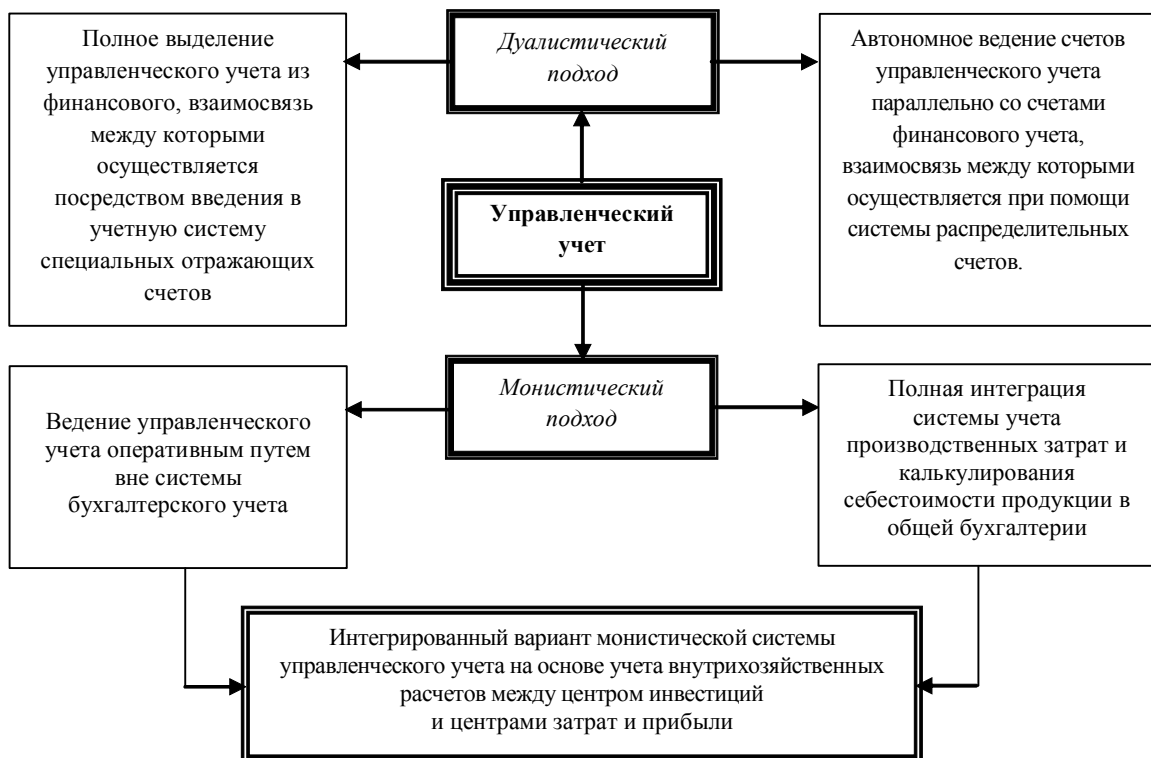 Полное выделение
управленческого учета из
финансового, взаимосвязь
между которыми
осуществляется
посредством введения в
учетную систему
специальных отражающих
счетов
Дуалистический
подход
Автономное ведение счетов
управленческого учета
параллельно со счетами
финансового учета,
взаимосвязь между которыми
осуществляется при помощи
системы распределительных
счетов.
Управленческий
учет
Монистический
подход
Ведение управленческого
учета оперативным путем
вне системы
бухгалтерского учета
Полная интеграция
системы учета
производственных затрат и
калькулирования
себестоимости продукции в
общей бухгалтерии
Интегрированный вариант монистической системы
управленческого учета на основе учета внутрихозяйственных
расчетов между центром инвестиций
и центрами затрат и прибыли